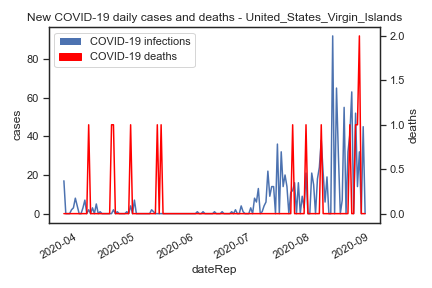 New COVID-19 daily cases and deaths - United_States_Virgin_Islands
COVID-19 infections
COVID-19 deaths
80
60
40
20
0
cases
2.0
1.5
1.0
0.5
0.0
deaths
2020-04
2020-05
2020-06
2020-07
2020-08
2020-09
dateRep